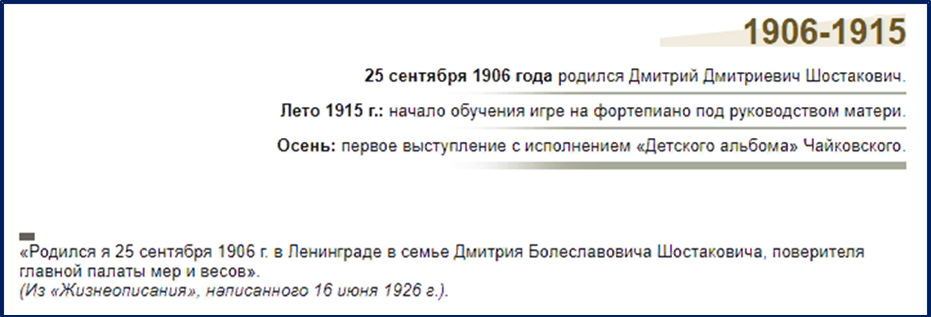 1906-1915
25 сентября 1906 года родился Дмитрий Дмитриевич Шостакович.
Лето 1915 г.: начало обучения игре на фортепиано под руководством матери.
Осень: первое выступление с исполнением «Детского альбома» Чайковского.
«Родился я 25 сентября 1906 г. в Ленинграде в семье Дмитрия Болеславовича Шостаковича, поверителя
главной палаты мер и весов».
(Из «Жизнеописания», написанного 16 июня 1926 г.).